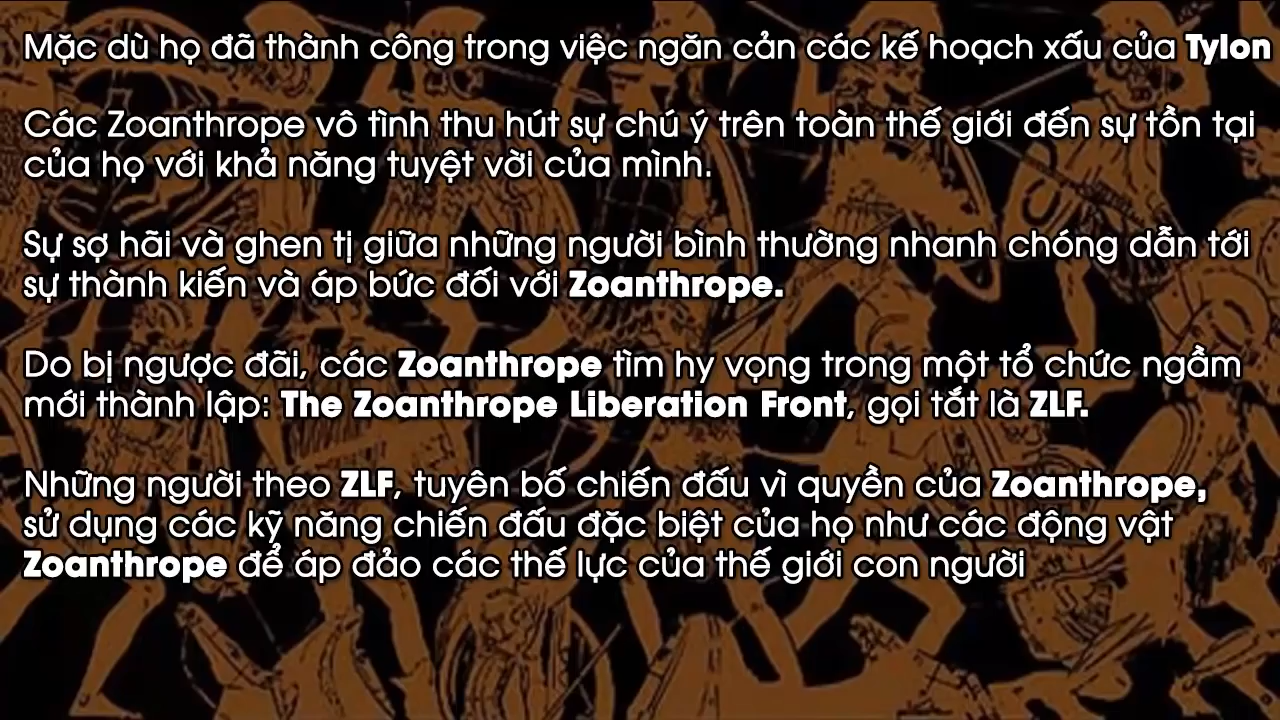 Mặc dù họ đã thành công trong việc ngăn cản các kế hoạch xấu của Tylon
Các Zoanthrope vô tình thu hút sự chú ý trên toàn thế giới đến sự tồn tại
của họ với khả năng tuyệt vời của mình.
Sự sợ hãi và ghen tị giữa những người bình thường nhanh chóng dẫn tới
sự thành kiến và áp bức đối với Zoanthrope.
Do bị ngược đãi, các Zoanthrope tìm hy vọng trong một tổ chức ngầm
mới thành lập: The Zoanthrope Liberation Front, gọi tắt là ZLF.
Những người theo ZLF, tuyên bố chiến đấu vì quyền của Zoanthrope,
sử dụng các kỹ năng chiến đấu đặc biệt của họ như các động vật
Zoanthrope để áp đảo các thế lực của thế giới con người